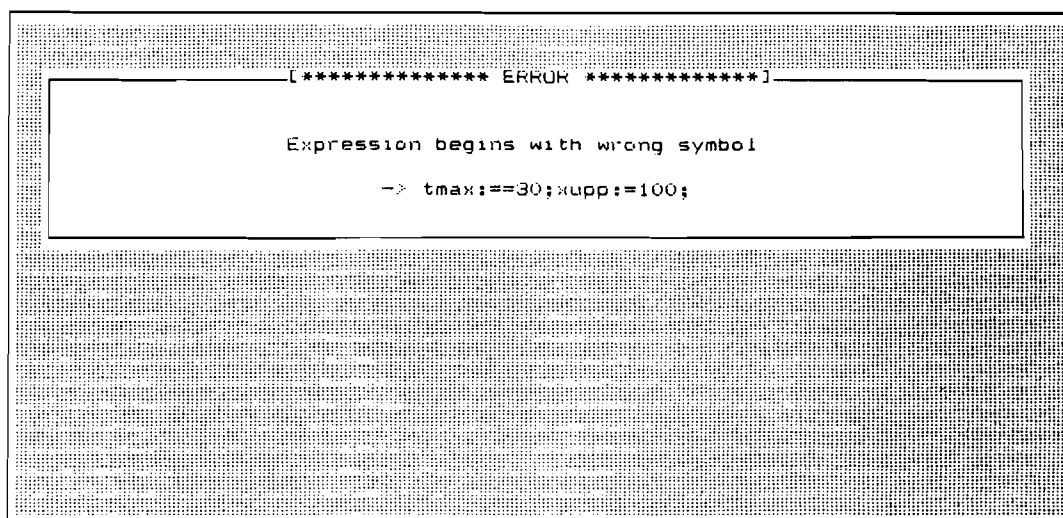 [************** ERROR *************]
Expression begins with wrong symbol
-> tmax:==30;xupp:=100;